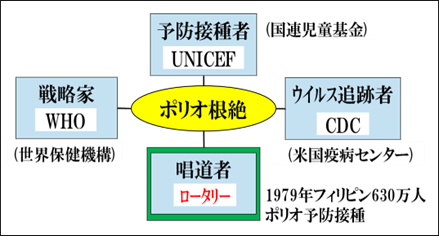 予防接種者
UNICEF
(国連児童基金)
戦略家
WHO
(世界保健機構)
ポリオ根絶
ウイルス追跡者
CDC
(米国疫病センター)
唱道者
ロータリー
1979年フィリピン630万人
ポリオ予防接種